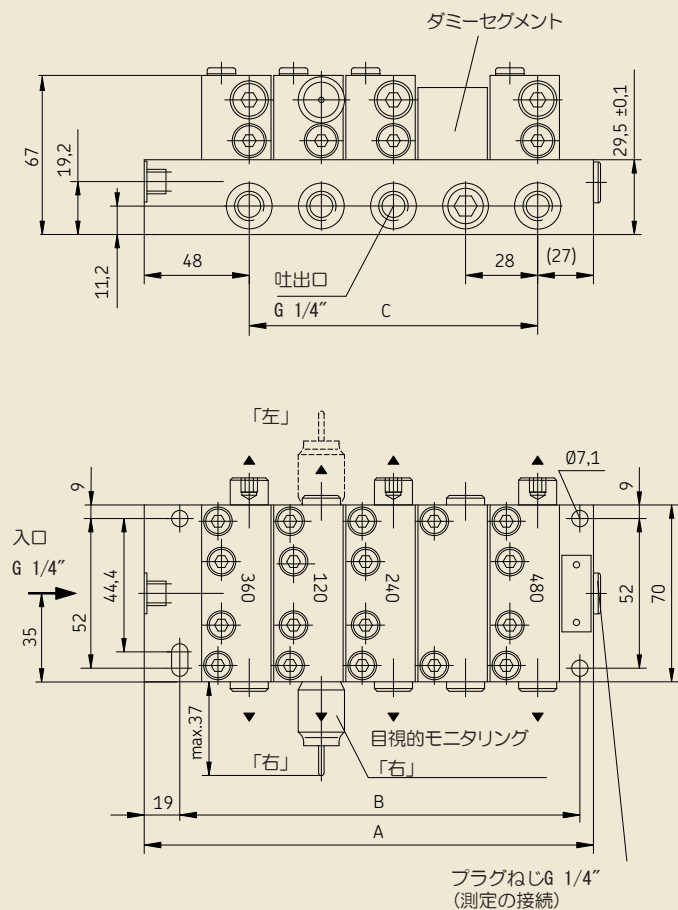 ダミーセグメント
67
19,2
11,2
29,5 ±0,1
48
28
(27)
吐出口
G 1/4″
C
「左」
Ø7,1
9
9
入口
G 1/4″
44,4
52
35
360
120
240
480
52
70
max.37
目視的モニタリング
「右」
「右」
19
B
A
プラグねじG 1/4″
(測定の接続)